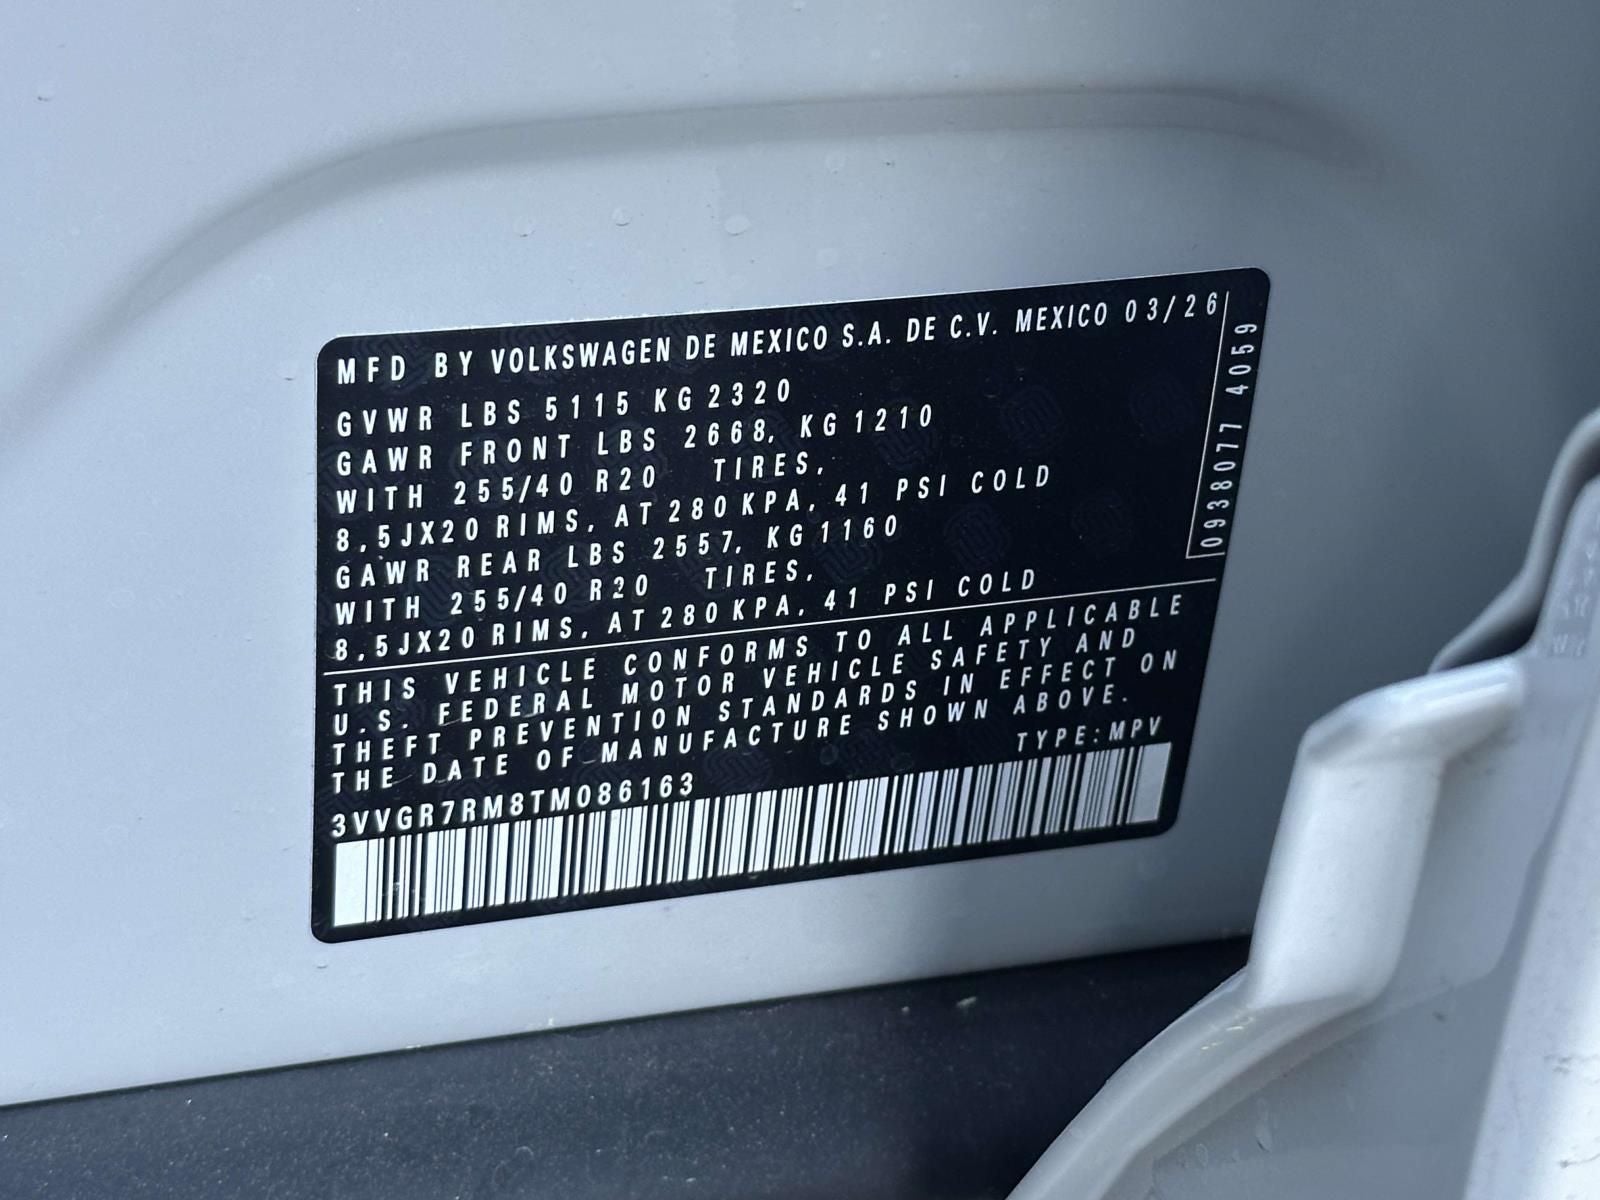 MFD BY VOLKSWAGEN DE MEXICO S.A. DE C.V. MEXICO 03/26
GVWR LBS 5115 KG 2320
GAWR FRONT LBS 2668, KG 1210
WITH 255/40 R20 TIRES,
8,5JX20 RIMS, AT 280 KPA, 41 PSI COLD
GAWR REAR LBS 2557, KG 1160
WITH 255/40 R20 TIRES,
8,5JX20 RIMS, AT 280 KPA, 41 PSI COLD
0938077 4059
THIS VEHICLE CONFORMS TO ALL APPLICABLE
U.S. FEDERAL MOTOR VEHICLE SAFETY AND
THEFT PREVENTION STANDARDS IN EFFECT ON
THE DATE OF MANUFACTURE SHOWN ABOVE.
TYPE:MPV
3VVGR7RM8TM086163